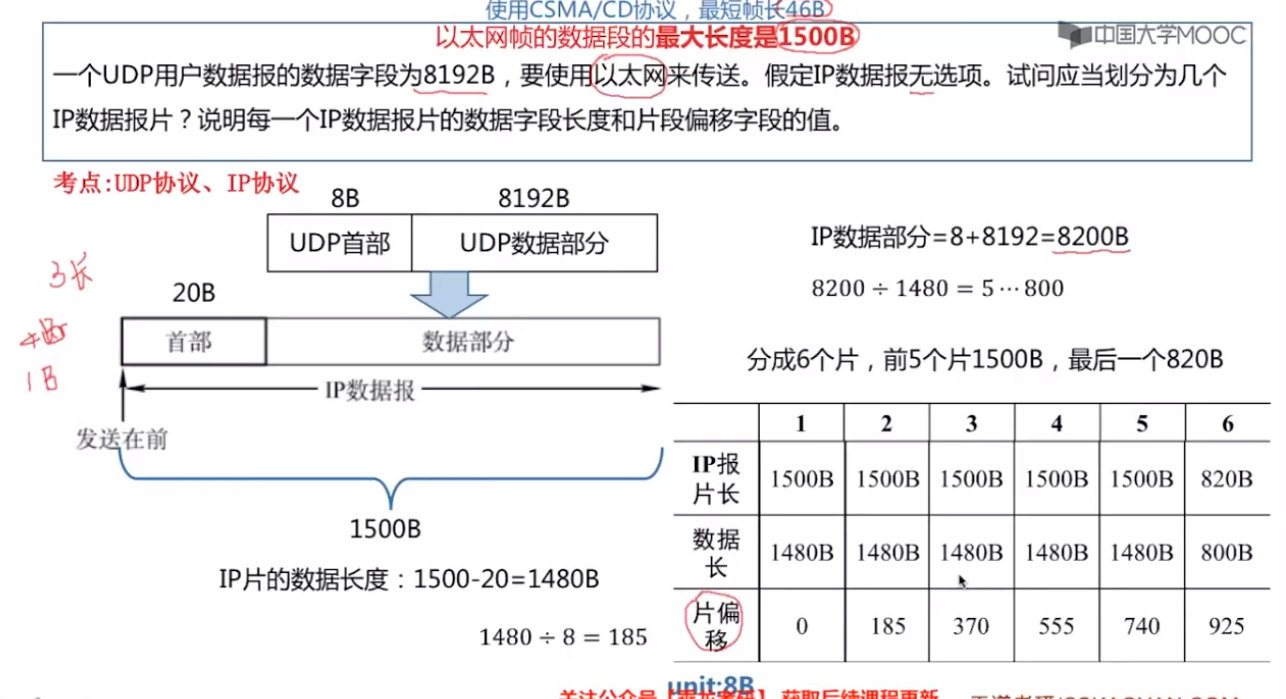 使用CSMA/CD协议，最短帧长46B
以太网帧的数据段的最大长度是1500B
中国大学MOOC
一个UDP用户数据报的数据字段为8192B，要使用以太网来传送。假定IP数据报无选项。试问应当划分为几个
IP数据报片？说明每一个IP数据报片的数据字段长度和片段偏移字段的值。
考点:UDP协议、IP协议
8B 8192B
UDP首部 UDP数据部分
3长
20B
首部 数据部分
1B
IP数据报
发送在前
1500B
IP片的数据长度：1500-20=1480B
1480 ÷ 8 = 185
IP数据部分=8+8192=8200B
8200 ÷ 1480 = 5 ⋯ 800
分成6个片，前5个片1500B，最后一个820B
1 2 3 4 5 6
IP报片长 1500B 1500B 1500B 1500B 1500B 820B
数据长 1480B 1480B 1480B 1480B 1480B 800B
片偏移 0 185 370 555 740 925
unit:8B